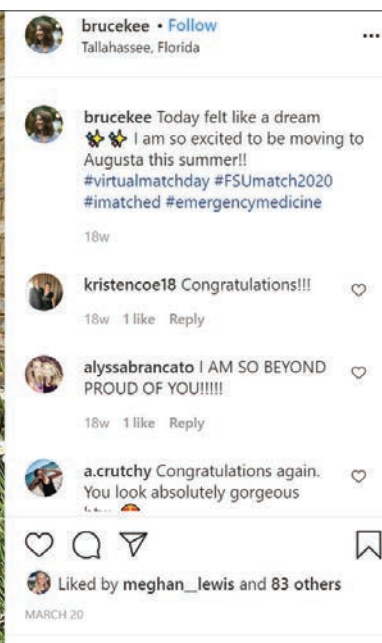 brucekee • Follow
Tallahassee, Florida
brucekee Today felt like a dream
✨✨ I am so excited to be moving to
Augusta this summer!!
#virtualmatchday #FSUmatch2020
#imatched #emergencymedicine
18w
kristencoe18 Congratulations!!!
18w 1 like Reply
alyssabrancato I AM SO BEYOND
PROUD OF YOU!!!!!
18w 1 like Reply
a.crutchy Congratulations again.
You look absolutely gorgeous
Liked by meghan__lewis and 83 others
MARCH 20